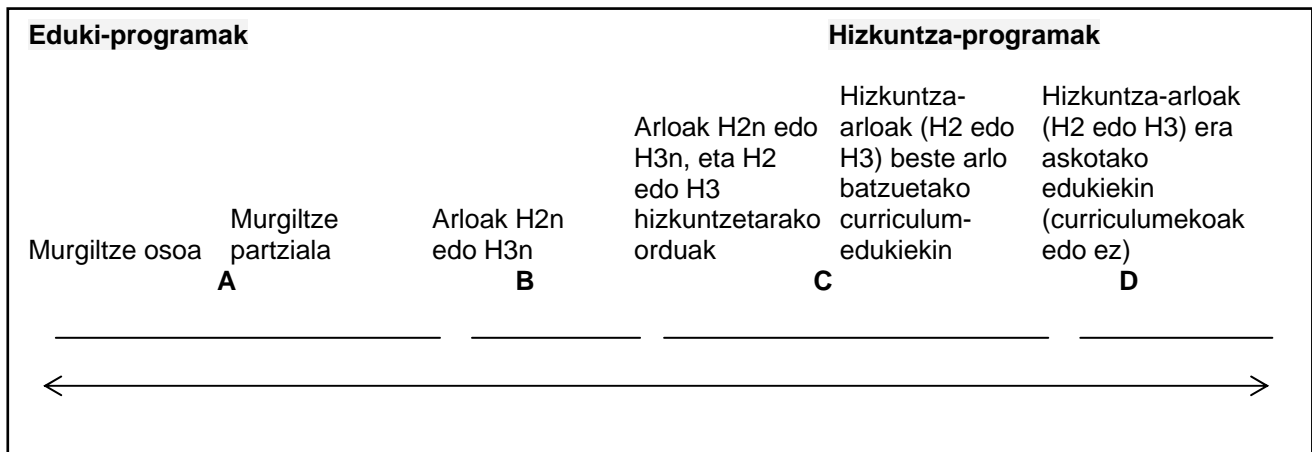 Eduki-programak
Hizkuntza-programak
Murgiltze osoa
Murgiltze
partziala
A
Arloak H2n
edo H3n
B
Arloak H2n edo
H3n, eta H2
edo H3
hizkuntzetarako
orduak
Hizkuntza-
arloak (H2 edo
H3) beste arlo
batzuetako
curriculum-
edukiekin
C
Hizkuntza-arloak
(H2 edo H3) era
askotako
edukiekin
(curriculumekoak
edo ez)
D